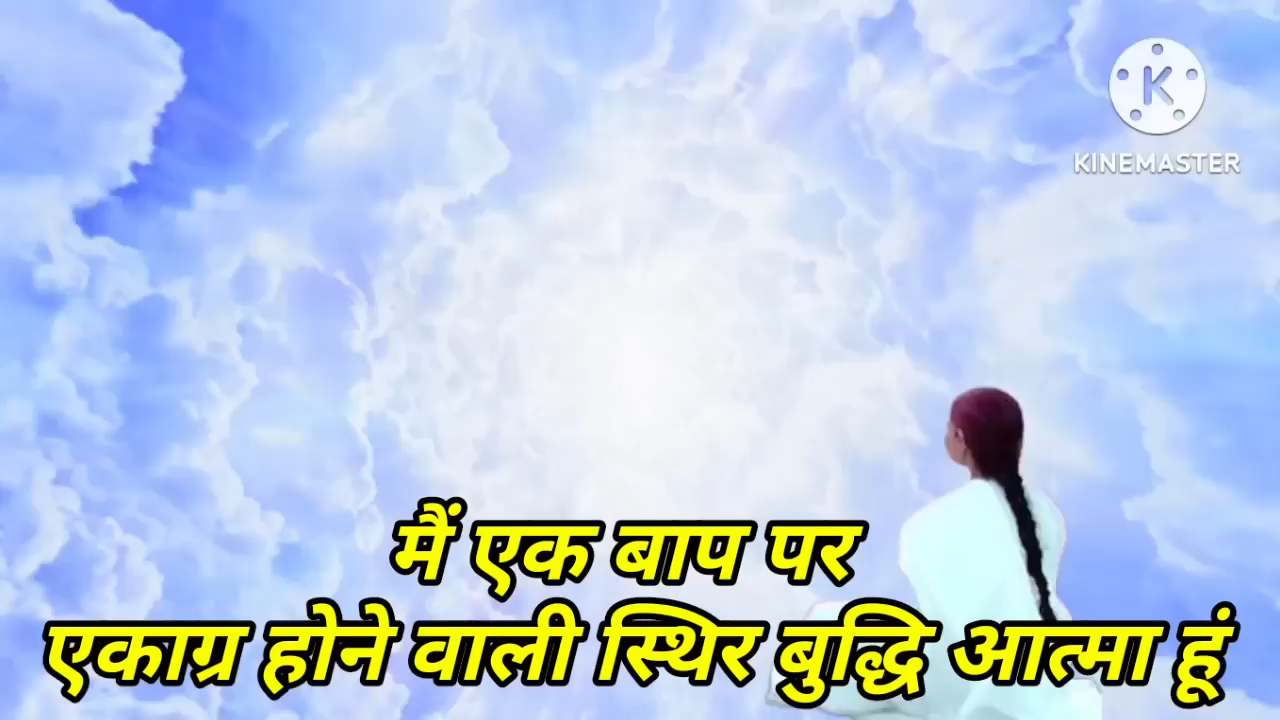 K
KINEMASTER
मैं एक बाप पर
एकाग्र होने वाली स्थिर बुद्धि आत्मा हूं